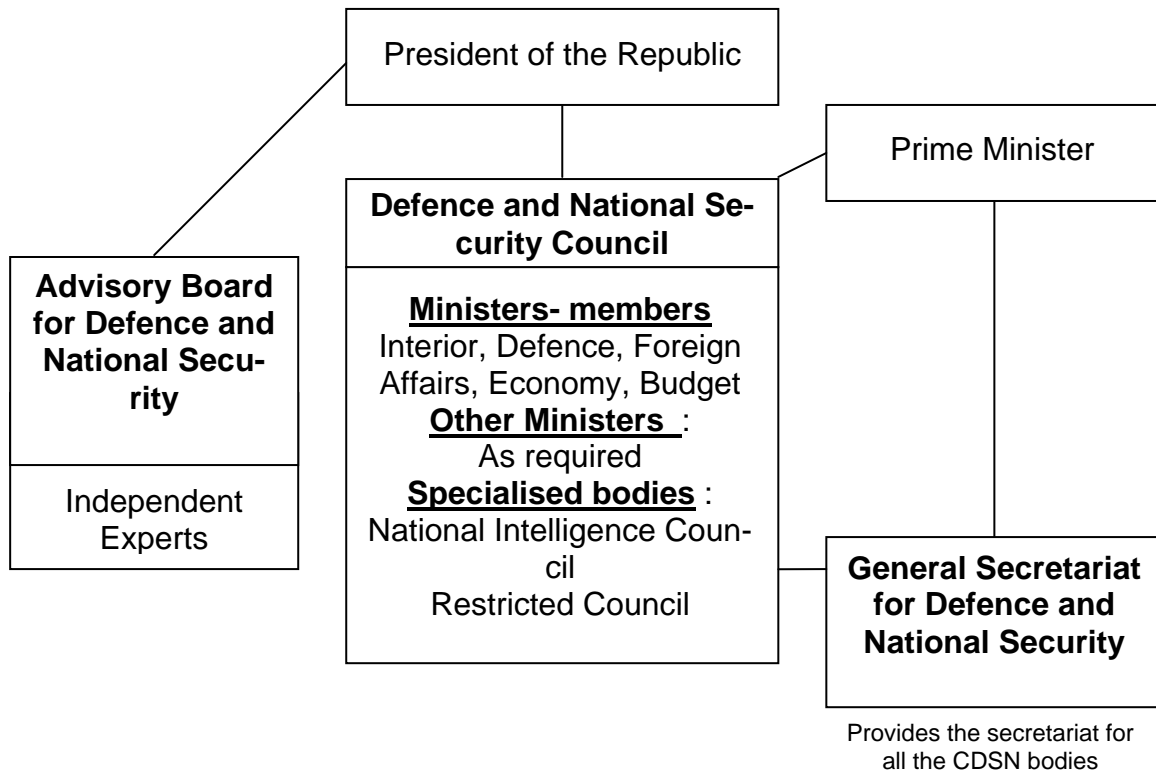 President of the Republic
Prime Minister
Defence and National Se-
curity Council
Advisory Board
for Defence and
National Secu-
rity
Independent
Experts
Ministers- members
Interior, Defence, Foreign
Affairs, Economy, Budget
Other Ministers :
As required
Specialised bodies :
National Intelligence Coun-
cil
Restricted Council
General Secretariat
for Defence and
National Security
Provides the secretariat for
all the CDSN bodies